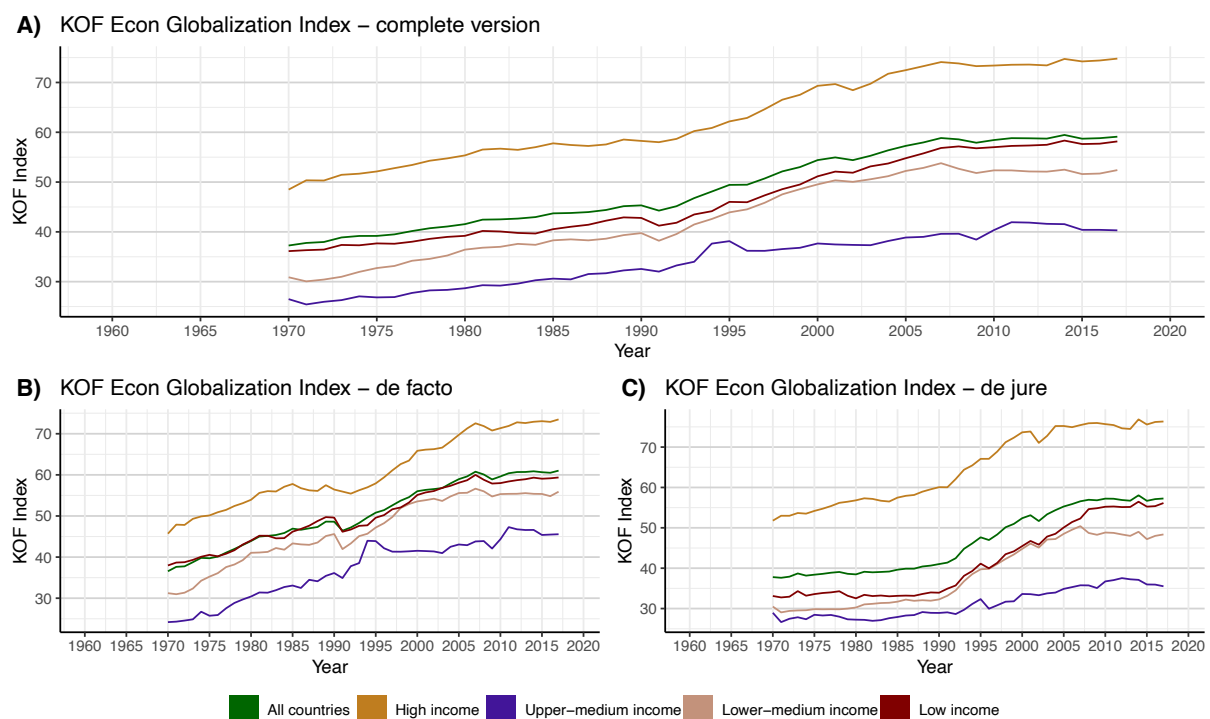 A) KOF Econ Globalization Index − complete version
KOF Index
70
60
50
40
30
1960 1965 1970 1975 1980 1985 1990 1995 2000 2005 2010 2015 2020
Year
B) KOF Econ Globalization Index − de facto
KOF Index
70
60
50
40
30
1960 1965 1970 1975 1980 1985 1990 1995 2000 2005 2010 2015 2020
Year
C) KOF Econ Globalization Index − de jure
KOF Index
70
60
50
40
30
1960 1965 1970 1975 1980 1985 1990 1995 2000 2005 2010 2015 2020
Year
All countries High income Upper−medium income Lower−medium income Low income